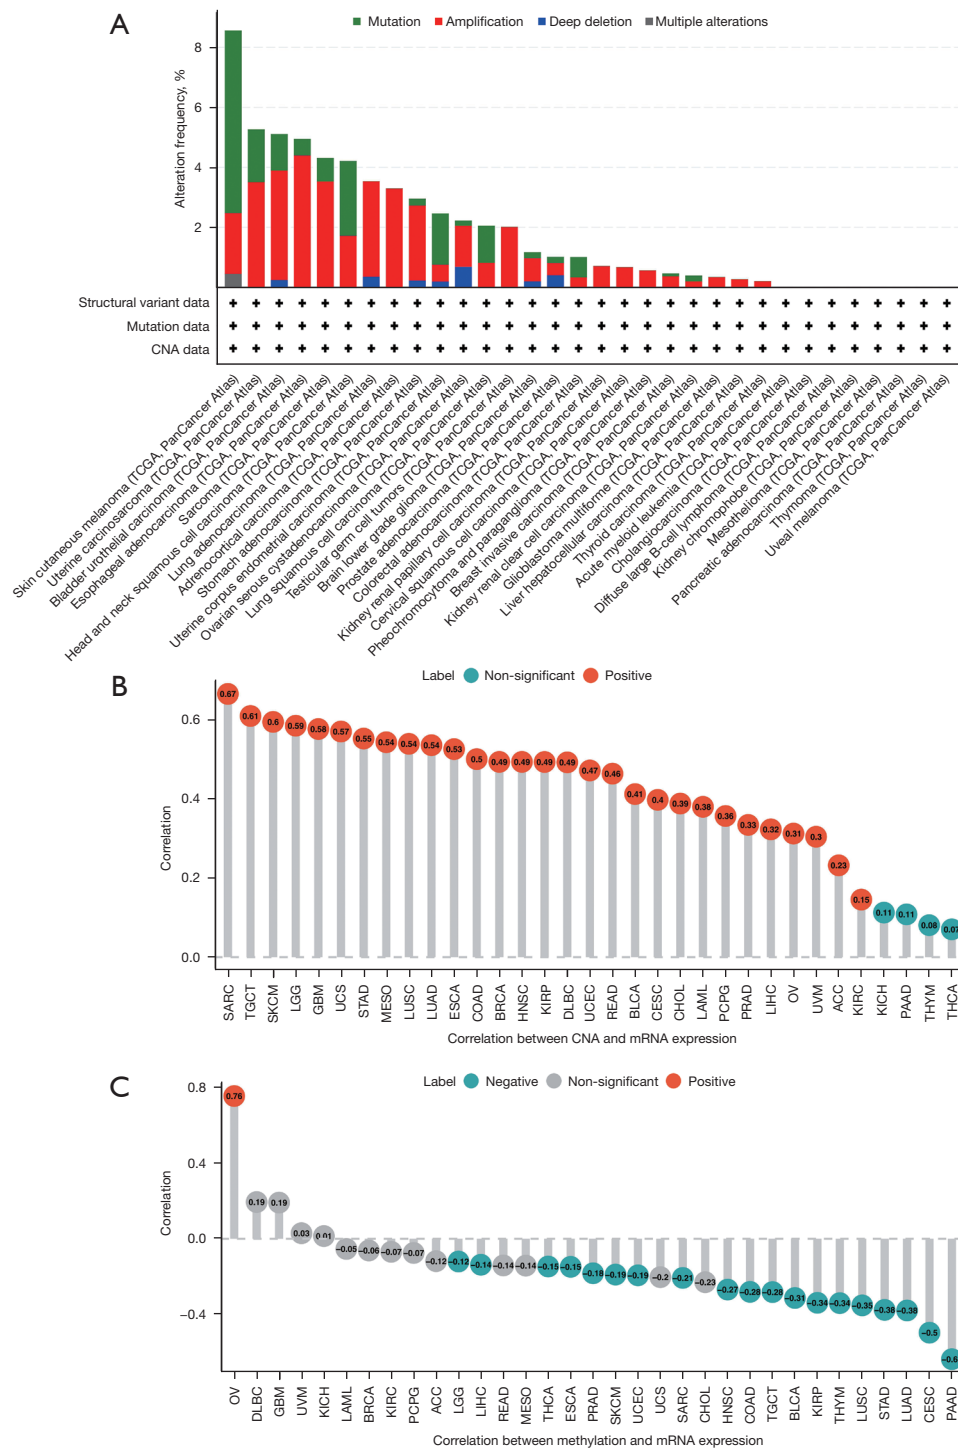 A
Mutation Amplification Deep deletion Multiple alterations
Alteration frequency, %
8
6
4
2
Structural variant data
Mutation data
CNA data
Skin cutaneous melanoma (TCGA, PanCancer Atlas)
Uterine carcinosarcoma (TCGA, PanCancer Atlas)
Bladder urothelial carcinoma (TCGA, PanCancer Atlas)
Esophageal adenocarcinoma (TCGA, PanCancer Atlas)
Sarcoma (TCGA, PanCancer Atlas)
Head and neck squamous cell carcinoma (TCGA, PanCancer Atlas)
Lung adenocarcinoma (TCGA, PanCancer Atlas)
Adrenocortical carcinoma (TCGA, PanCancer Atlas)
Stomach adenocarcinoma (TCGA, PanCancer Atlas)
Uterine corpus endometrial carcinoma (TCGA, PanCancer Atlas)
Ovarian serous cystadenocarcinoma (TCGA, PanCancer Atlas)
Lung squamous cell carcinoma (TCGA, PanCancer Atlas)
Testicular germ cell tumors (TCGA, PanCancer Atlas)
Brain lower grade glioma (TCGA, PanCancer Atlas)
Prostate adenocarcinoma (TCGA, PanCancer Atlas)
Colorectal adenocarcinoma (TCGA, PanCancer Atlas)
Kidney renal papillary cell carcinoma (TCGA, PanCancer Atlas)
Cervical squamous cell carcinoma (TCGA, PanCancer Atlas)
Pheochromocytoma and paraganglioma (TCGA, PanCancer Atlas)
Breast invasive carcinoma (TCGA, PanCancer Atlas)
Kidney renal clear cell carcinoma (TCGA, PanCancer Atlas)
Glioblastoma multiforme (TCGA, PanCancer Atlas)
Liver hepatocellular carcinoma (TCGA, PanCancer Atlas)
Thyroid carcinoma (TCGA, PanCancer Atlas)
Acute myeloid leukemia (TCGA, PanCancer Atlas)
Cholangiocarcinoma (TCGA, PanCancer Atlas)
Diffuse large B-cell lymphoma (TCGA, PanCancer Atlas)
Kidney chromophobe (TCGA, PanCancer Atlas)
Mesothelioma (TCGA, PanCancer Atlas)
Pancreatic adenocarcinoma (TCGA, PanCancer Atlas)
Thymoma (TCGA, PanCancer Atlas)
Uveal melanoma (TCGA, PanCancer Atlas)
B
Label Non-significant Positive
Correlation
0.6
0.4
0.2
0.0
0.67 0.61 0.6 0.59 0.58 0.57 0.55 0.54 0.54 0.54 0.53 0.5 0.49 0.49 0.49 0.49 0.47 0.46 0.41 0.4 0.39 0.38 0.36 0.33 0.32 0.31 0.3 0.23 0.15 0.11 0.11 0.08 0.07
SARC TGCT SKCM LGG GBM UCS STAD MESO LUSC LUAD ESCA COAD BRCA HNSC KIRP DLBC UCEC READ BLCA CESC CHOL LAML PCPG PRAD LIHC OV UVM ACC KIRC KICH PAAD THYM THCA
Correlation between CNA and mRNA expression
C
Label Negative Non-significant Positive
Correlation
0.8
0.4
0.0
−0.4
0.76 0.19 0.19 0.03 0.01 −0.05 −0.06 −0.07 −0.07 −0.12 −0.12 −0.14 −0.14 −0.14 −0.15 −0.15 −0.18 −0.19 −0.19 −0.2 −0.21 −0.23 −0.27 −0.28 −0.28 −0.31 −0.34 −0.34 −0.35 −0.38 −0.38 −0.5
OV DLBC GBM UVM KICH LAML BRCA KIRC PCPG ACC LGG LIHC READ MESO THCA ESCA PRAD SKCM UCEC UCS SARC CHOL HNSC COAD TGCT BLCA KIRP THYM LUSC STAD LUAD CESC PAAD
Correlation between methylation and mRNA expression